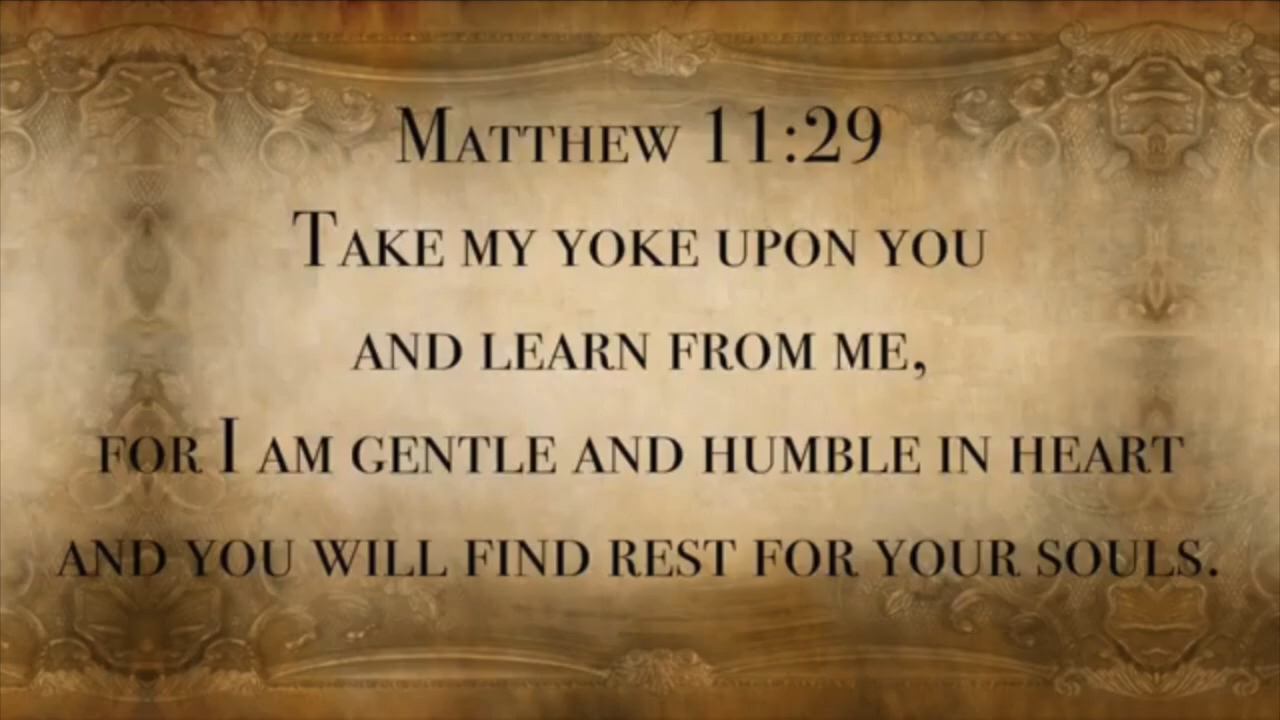 Matthew 11:29
Take my yoke upon you
and learn from me,
for I am gentle and humble in heart
and you will find rest for your souls.